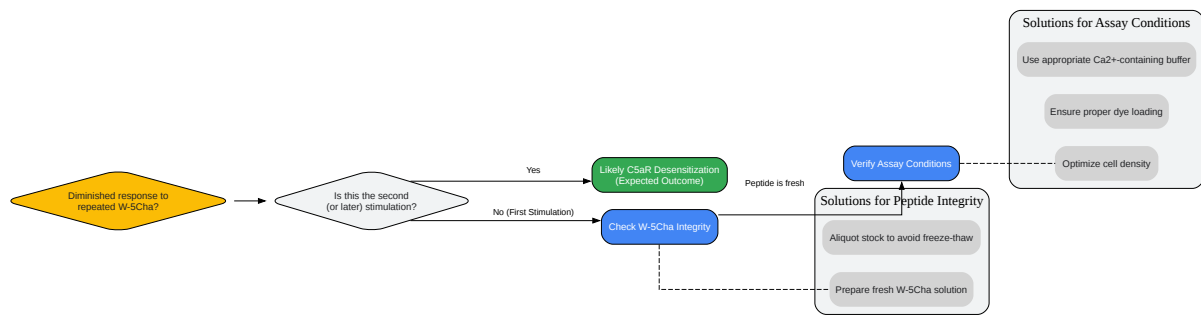 Diminished response to
repeated W-5Cha?
Is this the second
(or later) stimulation?
Yes
No (First Stimulation)
Likely C5aR Desensitization
(Expected Outcome)
Check W-5Cha Integrity
Peptide is fresh
Verify Assay Conditions
Solutions for Peptide Integrity
Aliquot stock to avoid freeze-thaw
Prepare fresh W-5Cha solution
Solutions for Assay Conditions
Use appropriate Ca2+-containing buffer
Ensure proper dye loading
Optimize cell density